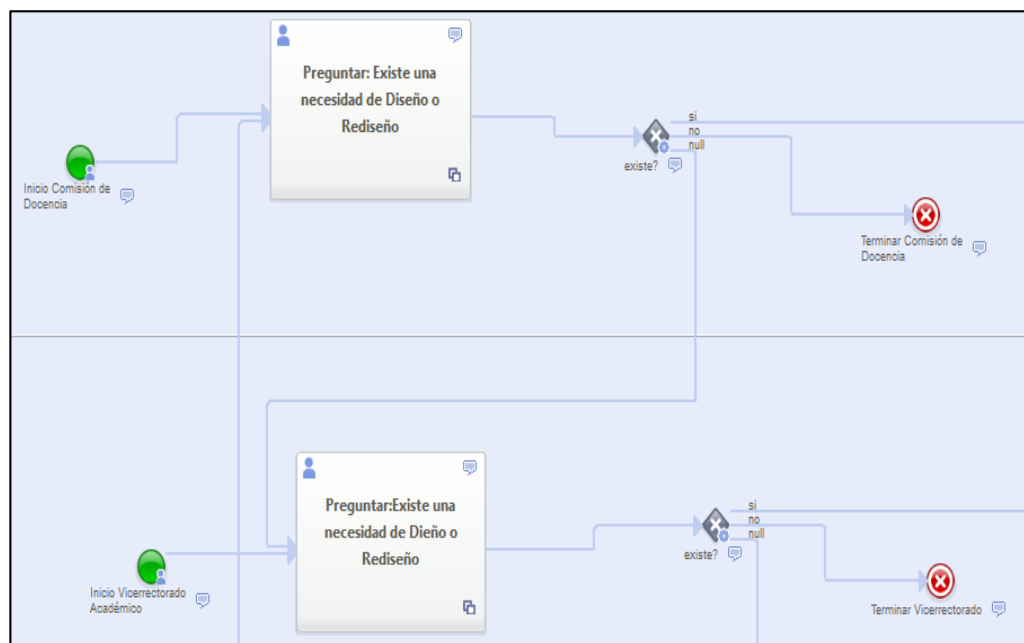 Preguntar: Existe una
necesidad de Diseño o
Rediseño
si
no
null
existe?
Inicio Comisión de
Docencia
Terminar Comisión de
Docencia
Preguntar:Existe una
necesidad de Dieño o
Rediseño
si
no
null
existe?
Inicio Vicerrectorado
Académico
Terminar Vicerrectorado